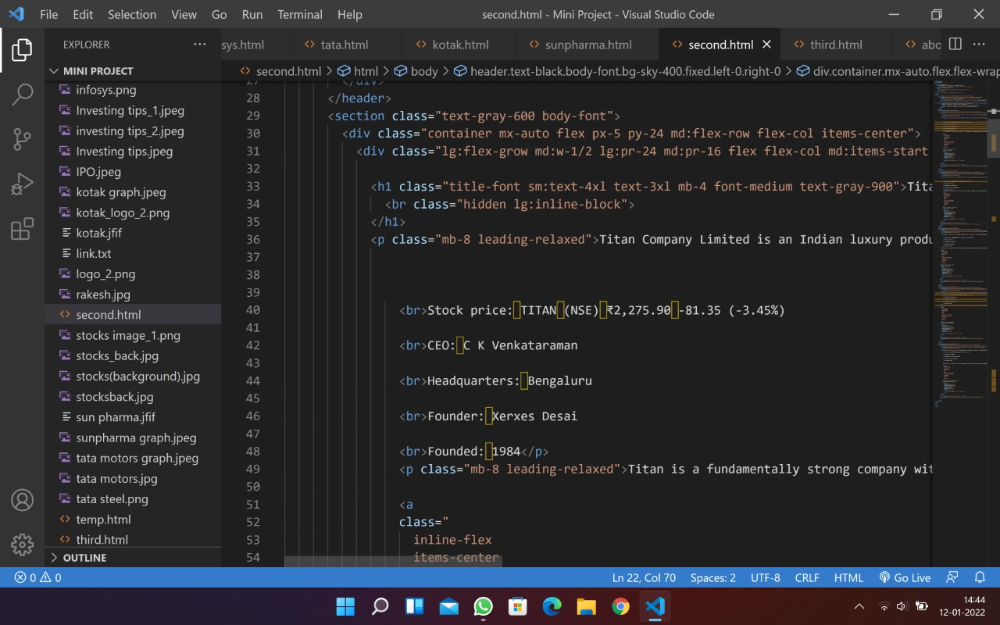 File Edit Selection View Go Run Terminal Help
second.html - Mini Project - Visual Studio Code
EXPLORER
sys.html tata.html kotak.html sunpharma.html second.html third.html abo
MINI PROJECT
second.html > html > body > header.text-black.body-font.bg-sky-400.fixed.left-0.right-0 > div.container.mx-auto.flex.flex-wrap
infosys.png
Investing tips_1.jpeg
investing tips_2.jpeg
Investing tips.jpeg
IPO.jpeg
kotak graph.jpeg
kotak_logo_2.png
kotak.jfif
link.txt
logo_2.png
rakesh.jpg
second.html
stocks image_1.png
stocks_back.jpg
stocks(background).jpg
stocksback.jpg
sun pharma.jfif
sunpharma graph.jpeg
tata motors graph.jpeg
tata motors.jpg
tata steel.png
temp.html
third.html
OUTLINE
27 </div>
28 </header>
29 <section class="text-gray-600 body-font">
30 <div class="container mx-auto flex px-5 py-24 md:flex-row flex-col items-center">
31 <div class="lg:flex-grow md:w-1/2 lg:pr-24 md:pr-16 flex flex-col md:items-start
32
33 <h1 class="title-font sm:text-4xl text-3xl mb-4 font-medium text-gray-900">Tita
34 <br class="hidden lg:inline-block">
35 </h1>
36 <p class="mb-8 leading-relaxed">Titan Company Limited is an Indian luxury produ
37
38
39
40 <br>Stock price: TITAN (NSE) ₹2,275.90 -81.35 (-3.45%)
41
42 <br>CEO: C K Venkataraman
43
44 <br>Headquarters: Bengaluru
45
46 <br>Founder: Xerxes Desai
47
48 <br>Founded: 1984</p>
49 <p class="mb-8 leading-relaxed">Titan is a fundamentally strong company wit
50
51 <a
52 class="
53 inline-flex
54 items-center
0 0
Ln 22, Col 70 Spaces: 2 UTF-8 CRLF HTML Go Live
14:44
12-01-2022